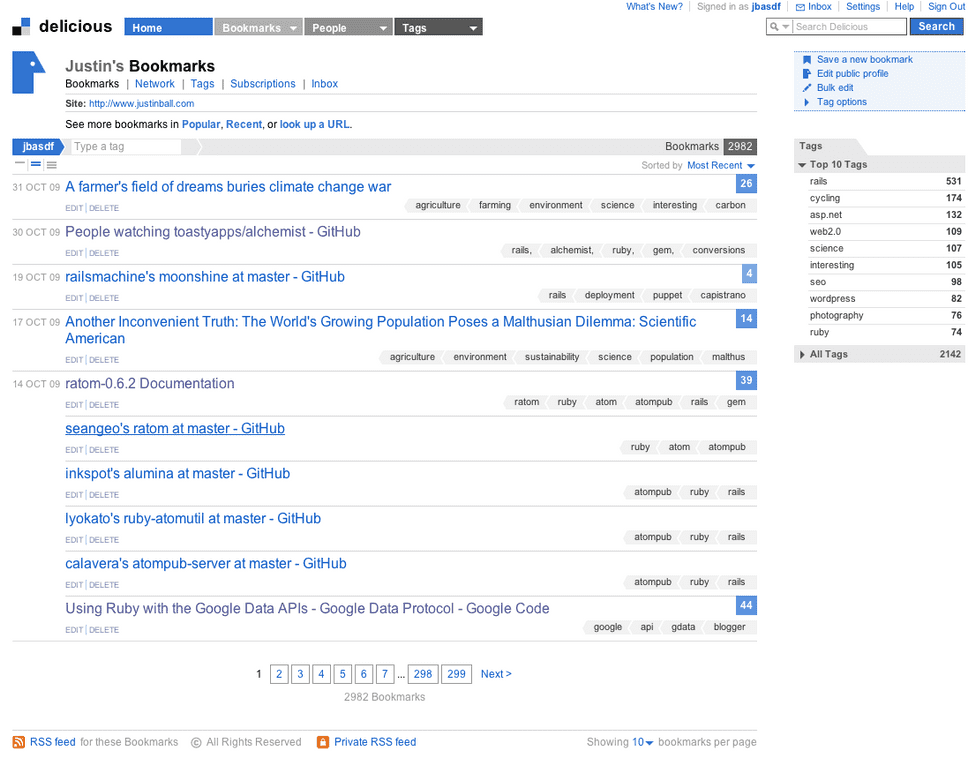 What's New? Signed in as jbasdf Inbox Settings Help Sign Out
delicious Home Bookmarks People Tags Search Delicious Search
Justin's Bookmarks
Bookmarks | Network | Tags | Subscriptions | Inbox
Site: http://www.justinball.com
See more bookmarks in Popular, Recent, or look up a URL.
Save a new bookmark
Edit public profile
Bulk edit
Tag options
jbasdf Type a tag Bookmarks 2982
Sorted by Most Recent
31 OCT 09 A farmer's field of dreams buries climate change war 26
EDIT | DELETE agriculture farming environment science interesting carbon
30 OCT 09 People watching toastyapps/alchemist - GitHub
EDIT | DELETE rails, alchemist, ruby, gem, conversions
19 OCT 09 railsmachine's moonshine at master - GitHub 4
EDIT | DELETE rails deployment puppet capistrano
17 OCT 09 Another Inconvenient Truth: The World's Growing Population Poses a Malthusian Dilemma: Scientific 14
American
EDIT | DELETE agriculture environment sustainability science population malthus
14 OCT 09 ratom-0.6.2 Documentation 39
EDIT | DELETE ratom ruby atom atompub rails gem
seangeo's ratom at master - GitHub
EDIT | DELETE ruby atom atompub
inkspot's alumina at master - GitHub
EDIT | DELETE atompub ruby rails
lyokato's ruby-atomutil at master - GitHub
EDIT | DELETE atompub ruby rails
calavera's atompub-server at master - GitHub
EDIT | DELETE atompub ruby rails
Using Ruby with the Google Data APIs - Google Data Protocol - Google Code 44
EDIT | DELETE google api gdata blogger
Tags
Top 10 Tags
rails 531
cycling 174
asp.net 132
web2.0 109
science 107
interesting 105
seo 98
wordpress 82
photography 76
ruby 74
All Tags 2142
1 2 3 4 5 6 7 ... 298 299 Next >
2982 Bookmarks
RSS feed for these Bookmarks © All Rights Reserved Private RSS feed Showing 10 bookmarks per page